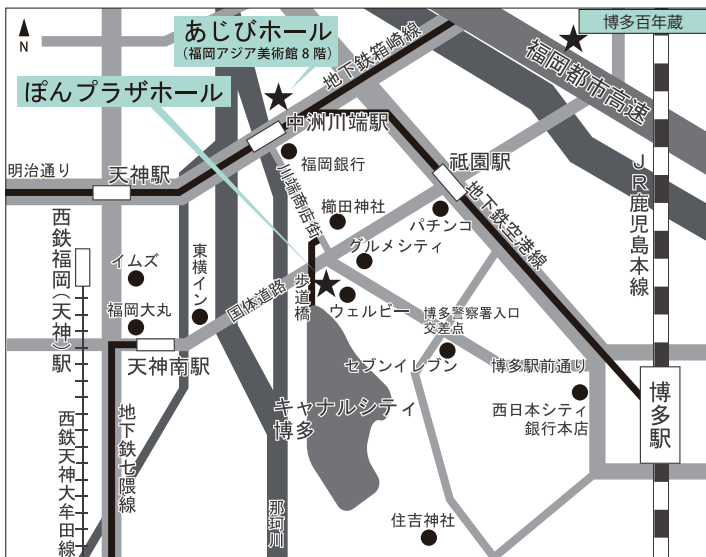 N
あじびホール
(福岡アジア美術館8階)
博多百年蔵
ぽんプラザホール
地下鉄箱崎線
福岡都市高速
中洲川端駅
明治通り
天神駅
福岡銀行
祇園駅
川端商店街
櫛田神社
パチンコ
地下鉄空港線
JR鹿児島本線
西鉄福岡(天神)駅
イムズ
東横イン
グルメシティ
福岡大丸
国体道路
歩道橋
ウェルビー
博多警察署入口
交差点
天神南駅
セブンイレブン
博多駅前通り
博多駅
キャナルシティ
博多
西日本シティ
銀行本店
地下鉄七隈線
西鉄天神大牟田線
那珂川
住吉神社